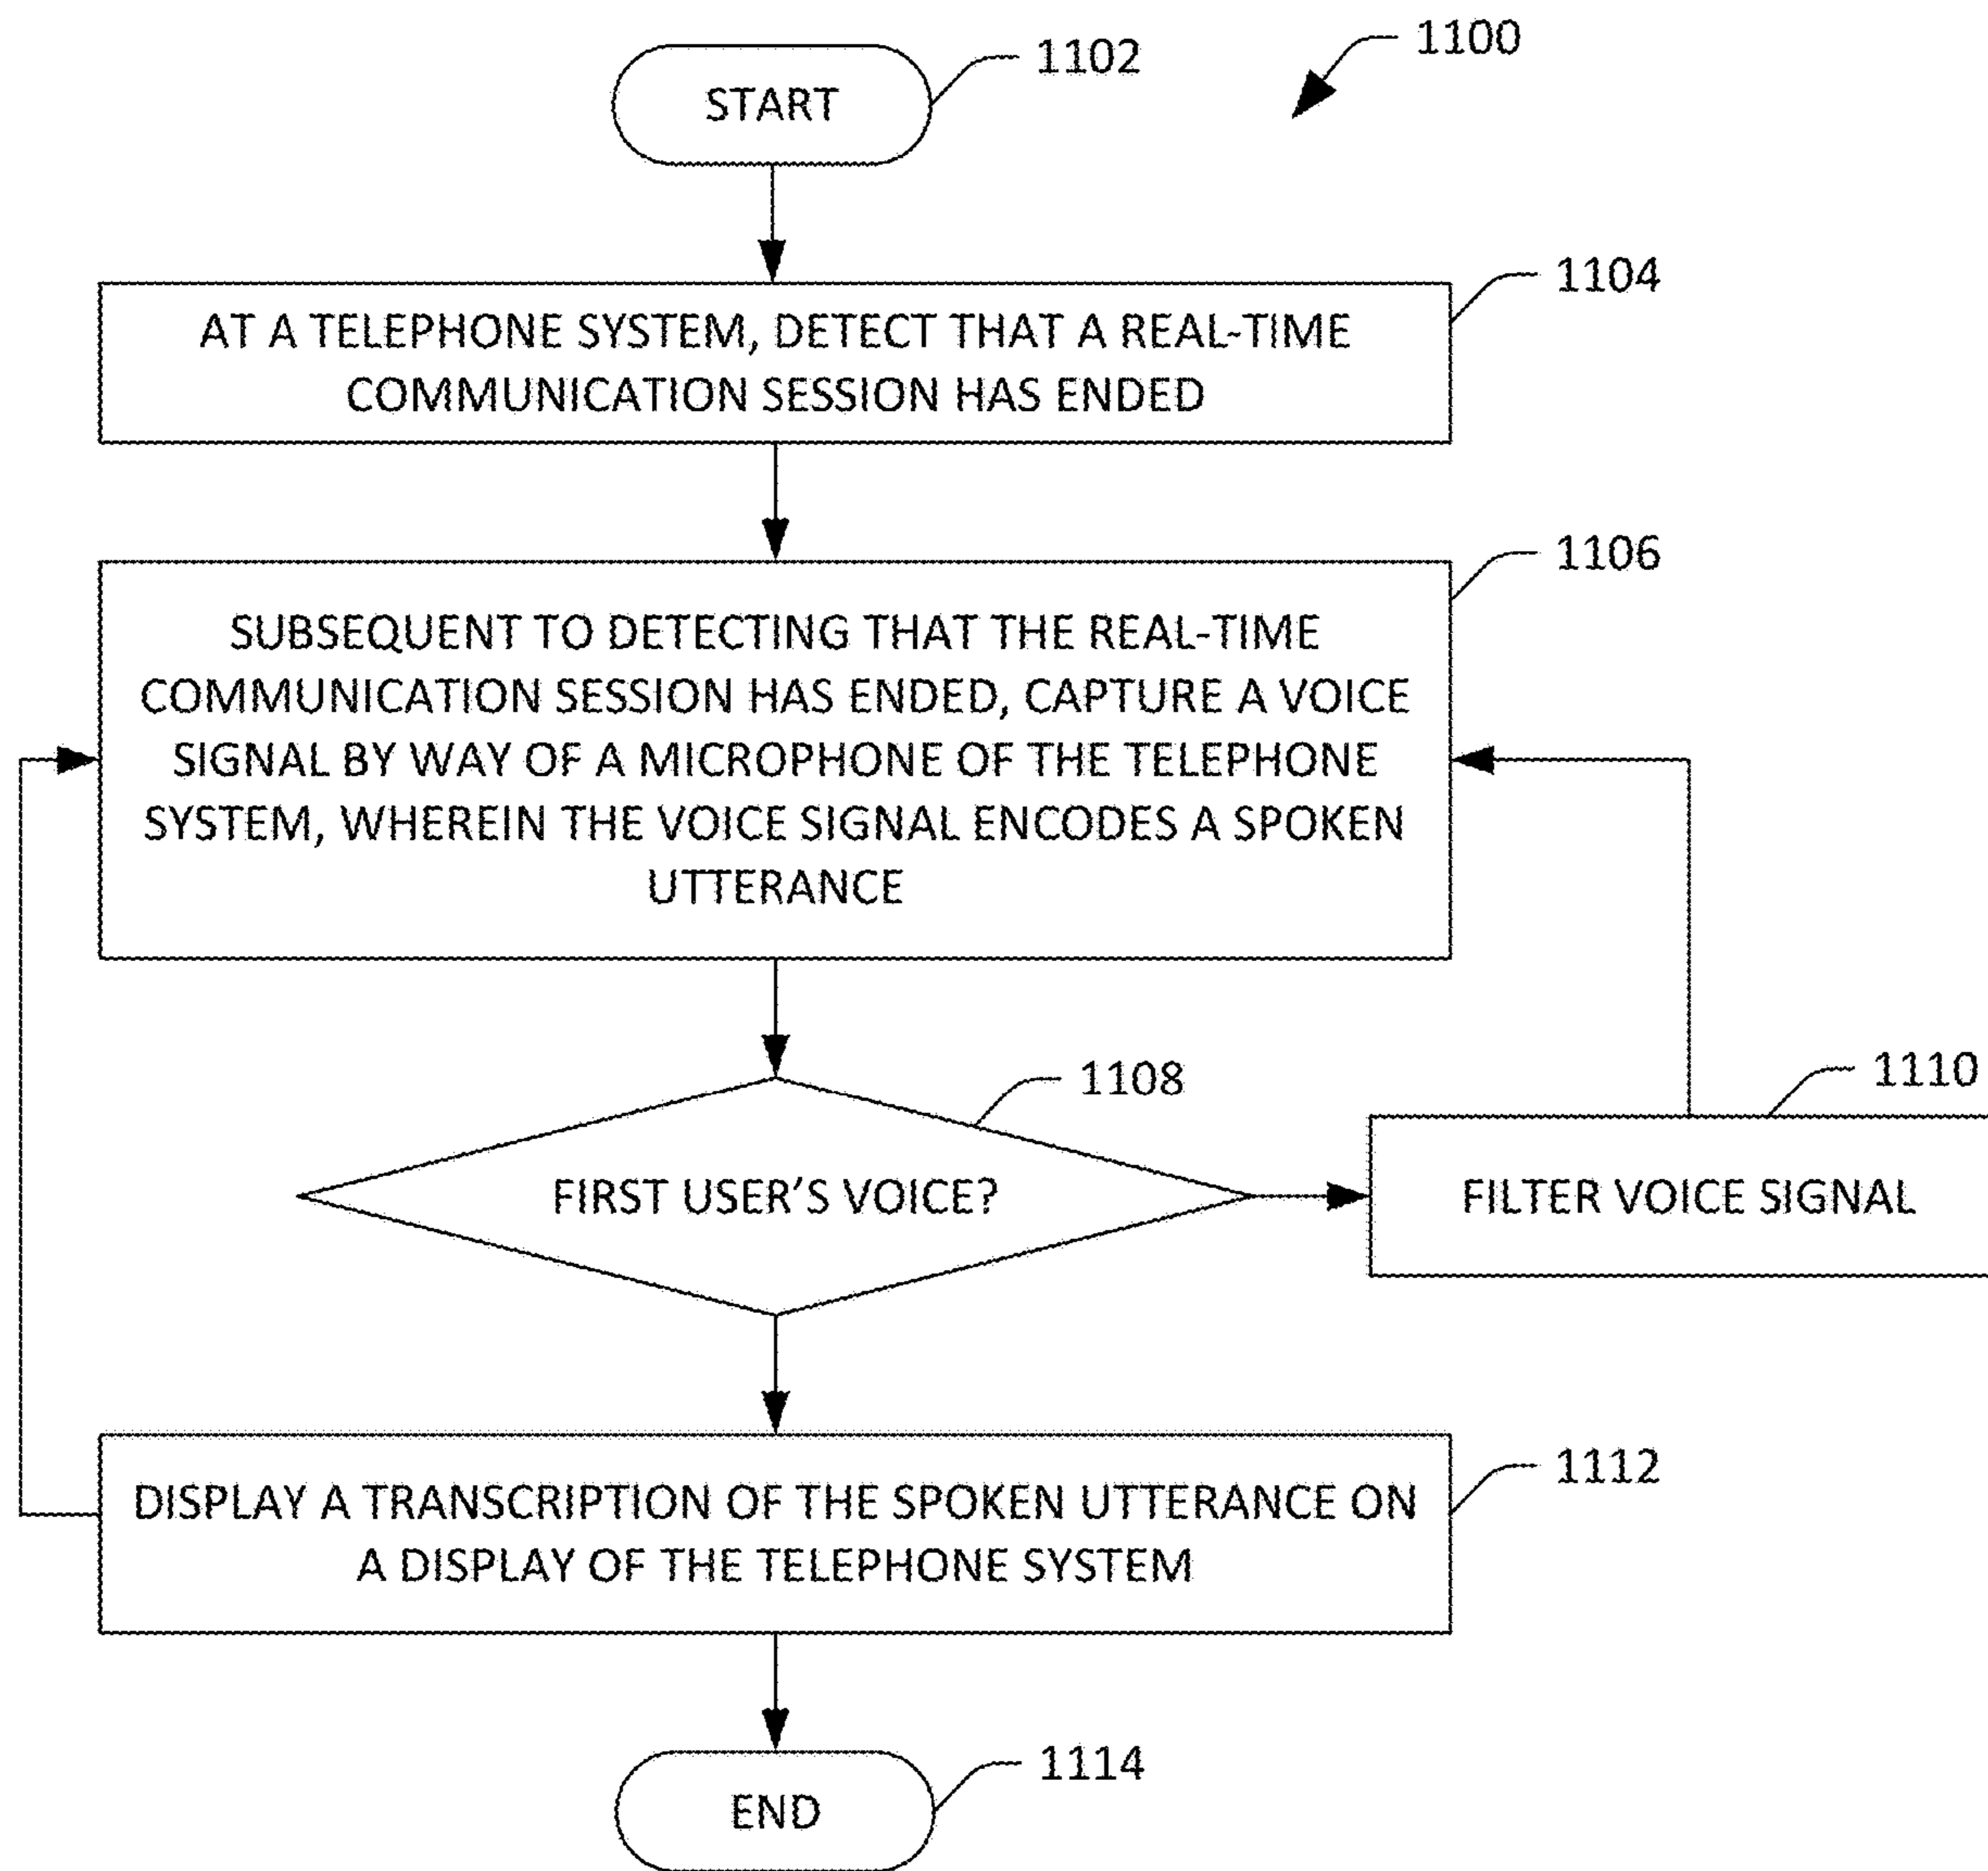 1100
1102
START
1104
AT A TELEPHONE SYSTEM, DETECT THAT A REAL-TIME
COMMUNICATION SESSION HAS ENDED
1106
SUBSEQUENT TO DETECTING THAT THE REAL-TIME
COMMUNICATION SESSION HAS ENDED, CAPTURE A VOICE
SIGNAL BY WAY OF A MICROPHONE OF THE TELEPHONE
SYSTEM, WHEREIN THE VOICE SIGNAL ENCODES A SPOKEN
UTTERANCE
1108
FIRST USER'S VOICE?
1110
FILTER VOICE SIGNAL
1112
DISPLAY A TRANSCRIPTION OF THE SPOKEN UTTERANCE ON
A DISPLAY OF THE TELEPHONE SYSTEM
1114
END